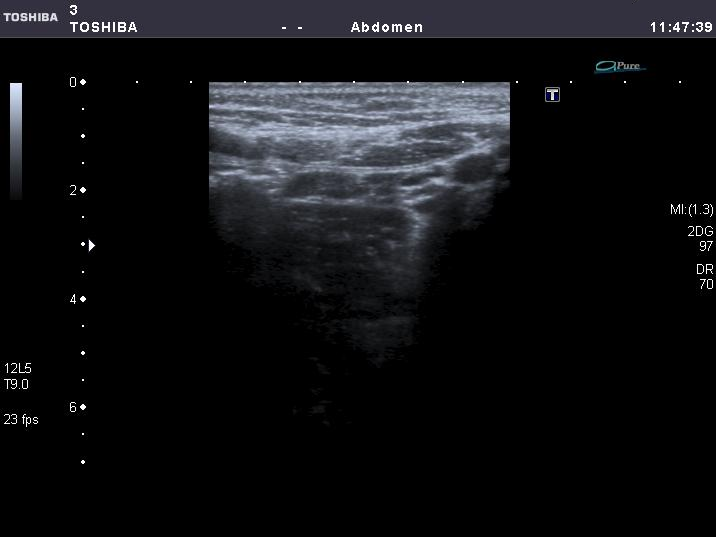 TOSHIBA
3
TOSHIBA
- -
Abdomen
11:47:39
aPure
0
T
2
MI:(1.3)
2DG
97
DR
70
4
12L5
T9.0
6
23 fps